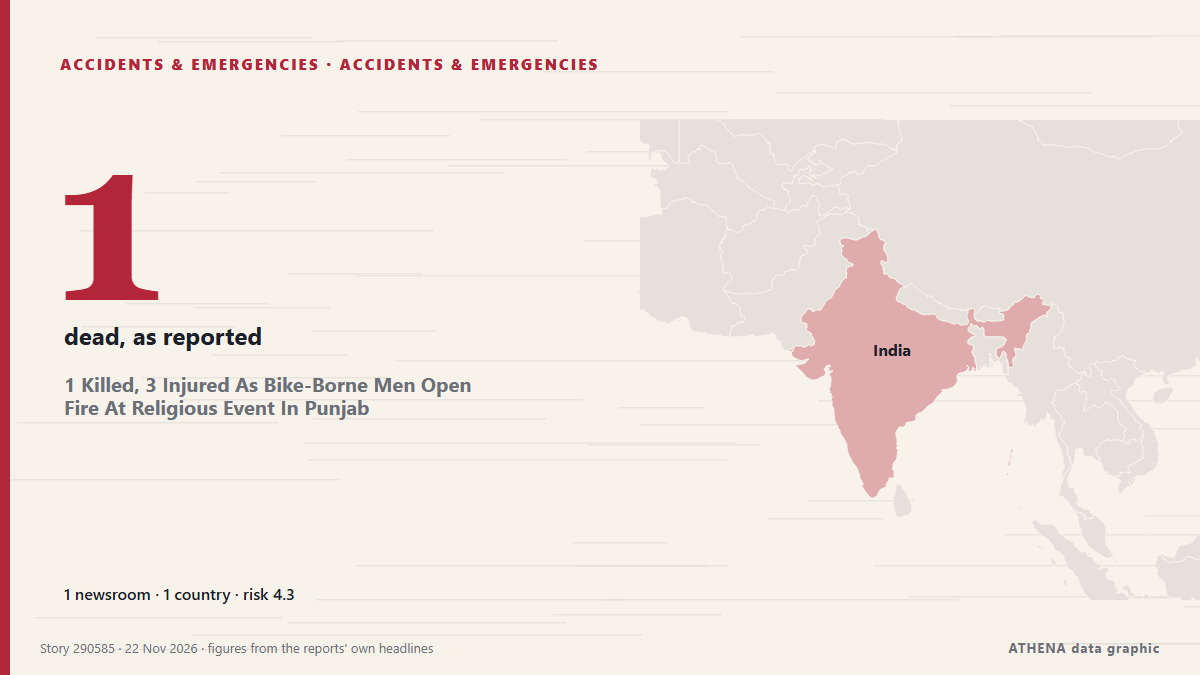 ACCIDENTS & EMERGENCIES · ACCIDENTS & EMERGENCIES
1
dead, as reported
1 Killed, 3 Injured As Bike-Borne Men Open
Fire At Religious Event In Punjab
India
1 newsroom · 1 country · risk 4.3
Story 290585 · 22 Nov 2026 · figures from the reports' own headlines
ATHENA data graphic